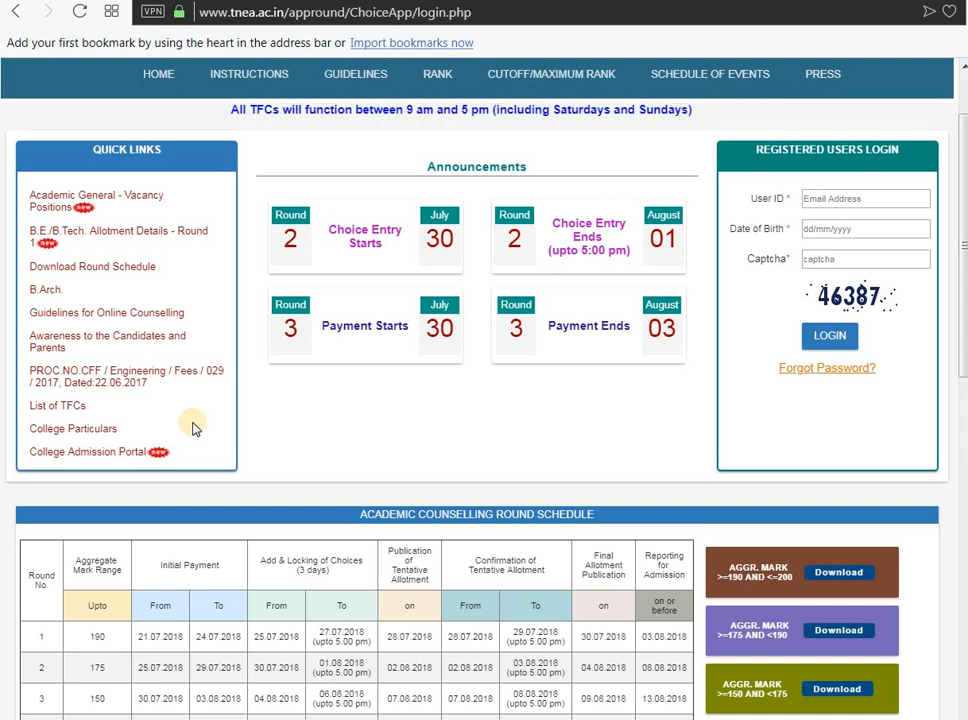 VPN www.tnea.ac.in/appround/ChoiceApp/login.php
Add your first bookmark by using the heart in the address bar or Import bookmarks now
HOME INSTRUCTIONS GUIDELINES RANK CUTOFF/MAXIMUM RANK SCHEDULE OF EVENTS PRESS
All TFCs will function between 9 am and 5 pm (including Saturdays and Sundays)
QUICK LINKS
Academic General - Vacancy
Positions new
B.E./B.Tech. Allotment Details - Round
1 new
Download Round Schedule
B.Arch.
Guidelines for Online Counselling
Awareness to the Candidates and
Parents
PROC.NO.CFF / Engineering / Fees / 029
/ 2017, Dated:22.06.2017
List of TFCs
College Particulars
College Admission Portal new
Announcements
Round
2
Choice Entry
Starts
July
30
Round
2
Choice Entry
Ends
(upto 5:00 pm)
August
01
Round
3
Payment Starts
July
30
Round
3
Payment Ends
August
03
REGISTERED USERS LOGIN
User ID * Email Address
Date of Birth * dd/mm/yyyy
Captcha* captcha
46387
LOGIN
Forgot Password?
ACADEMIC COUNSELLING ROUND SCHEDULE
Round
No.
Aggregate
Mark Range
Initial Payment
Add & Locking of Choices
(3 days)
Publication
of
Tentative
Allotment
Confirmation of
Tentative Allotment
Final
Allotment
Publication
Reporting
for
Admission
Upto From To From To on From To on on or
before
1 190 21.07.2018 24.07.2018 25.07.2018 27.07.2018
(upto 5.00 pm) 28.07.2018 28.07.2018 29.07.2018
(upto 5.00 pm) 30.07.2018 03.08.2018
2 175 25.07.2018 29.07.2018 30.07.2018 01.08.2018
(upto 5.00 pm) 02.08.2018 02.08.2018 03.08.2018
(upto 5.00 pm) 04.08.2018 08.08.2018
3 150 30.07.2018 03.08.2018 04.08.2018 06.08.2018
(upto 5.00 pm) 07.08.2018 07.08.2018 08.08.2018
(upto 5.00 pm) 09.08.2018 13.08.2018
AGGR. MARK
>=190 AND <=200
Download
AGGR. MARK
>=175 AND <190
Download
AGGR. MARK
>=150 AND <175
Download